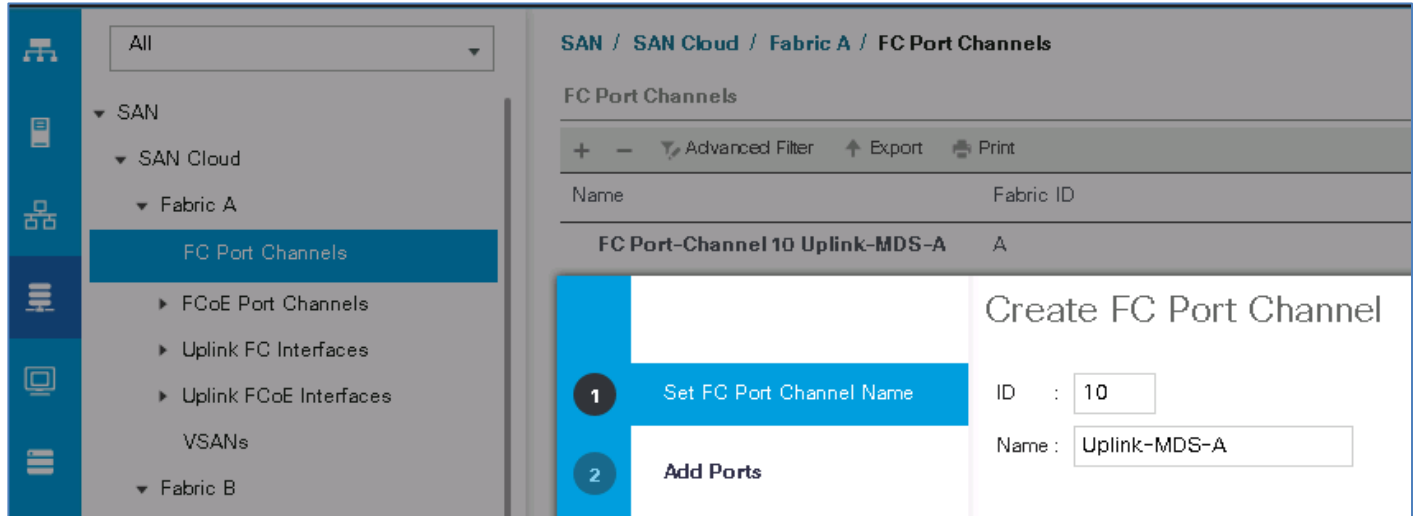 All
SAN
SAN Cloud
Fabric A
FC Port Channels
FCoE Port Channels
Uplink FC Interfaces
Uplink FCoE Interfaces
VSANs
Fabric B
SAN / SAN Cloud / Fabric A / FC Port Channels
FC Port Channels
+ − Advanced Filter Export Print
Name Fabric ID
FC Port-Channel 10 Uplink-MDS-A A
Create FC Port Channel
1 Set FC Port Channel Name
2 Add Ports
ID : 10
Name : Uplink-MDS-A